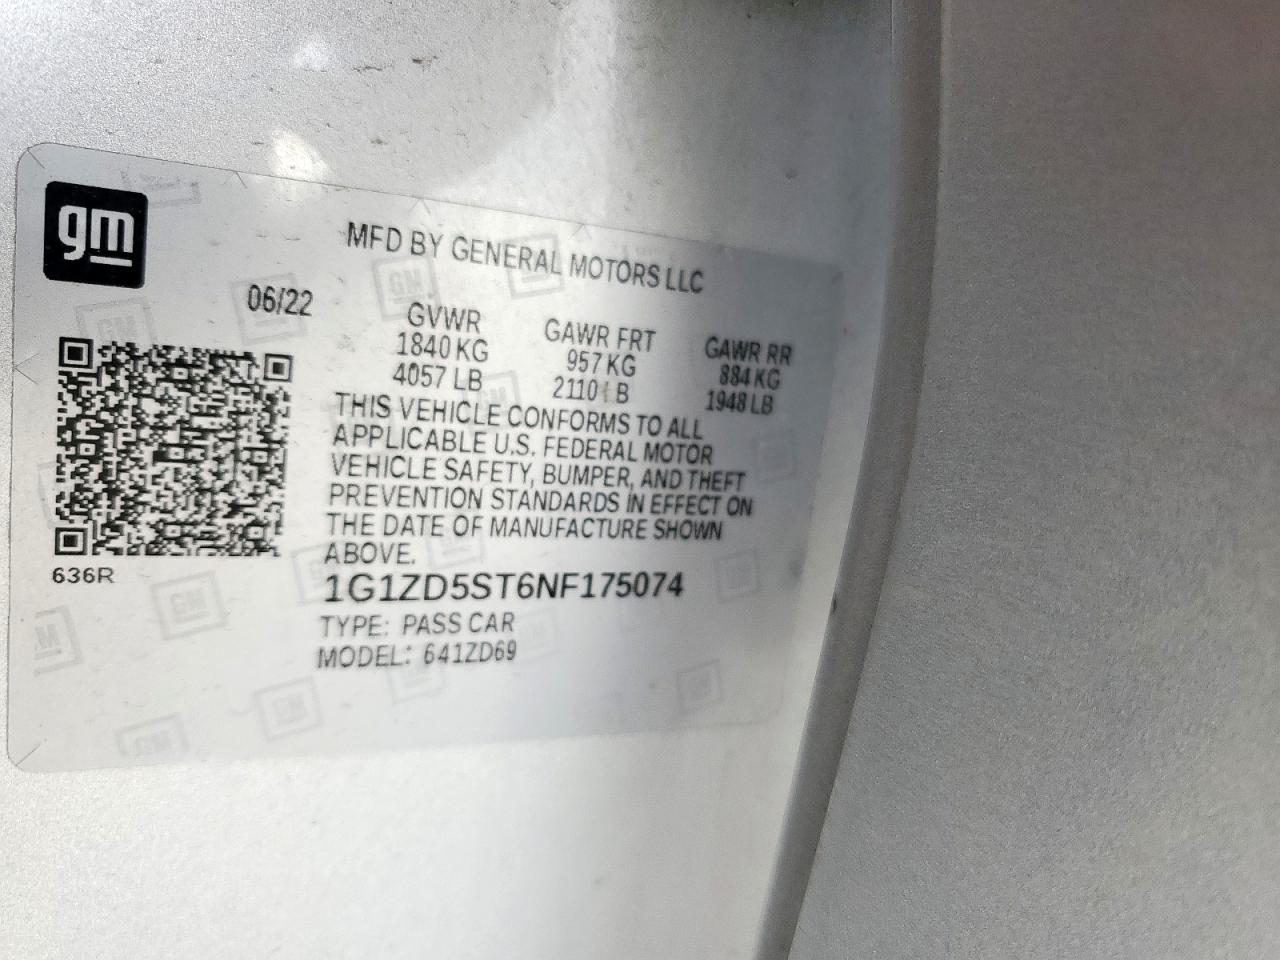 gm
MFD BY GENERAL MOTORS LLC
06/22
GVWR
1840 KG
4057 LB
GAWR FRT
957 KG
2110 LB
GAWR RR
884 KG
1948 LB
THIS VEHICLE CONFORMS TO ALL
APPLICABLE U.S. FEDERAL MOTOR
VEHICLE SAFETY, BUMPER, AND THEFT
PREVENTION STANDARDS IN EFFECT ON
THE DATE OF MANUFACTURE SHOWN
ABOVE.
636R
1G1ZD5ST6NF175074
TYPE: PASS CAR
MODEL: 641ZD69